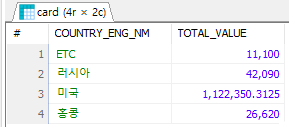 card (4r × 2c)
# COUNTRY_ENG_NM TOTAL_VALUE
1 ETC 11,100
2 러시아 42,090
3 미국 1,122,350.3125
4 홍콩 26,620